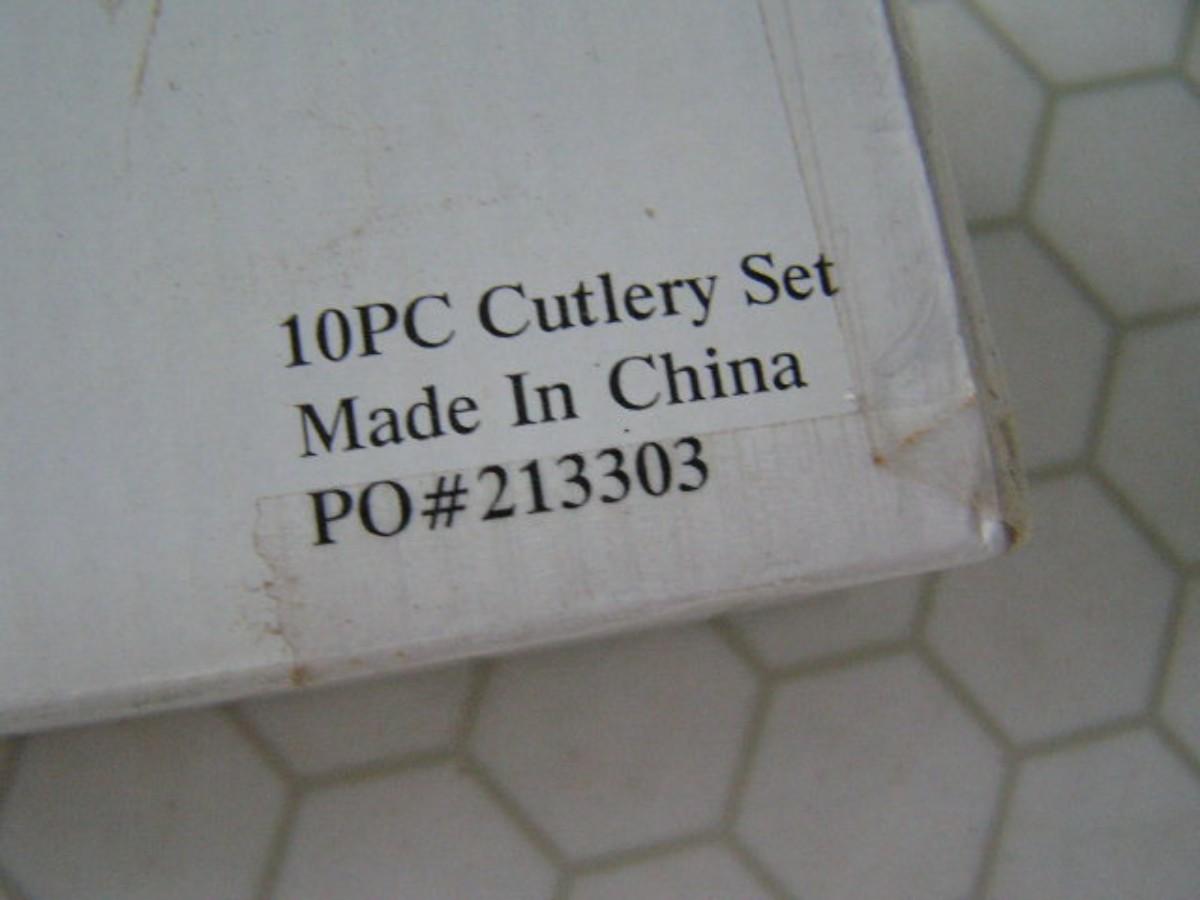 10PC Cutlery Set
Made In China
PO#213303